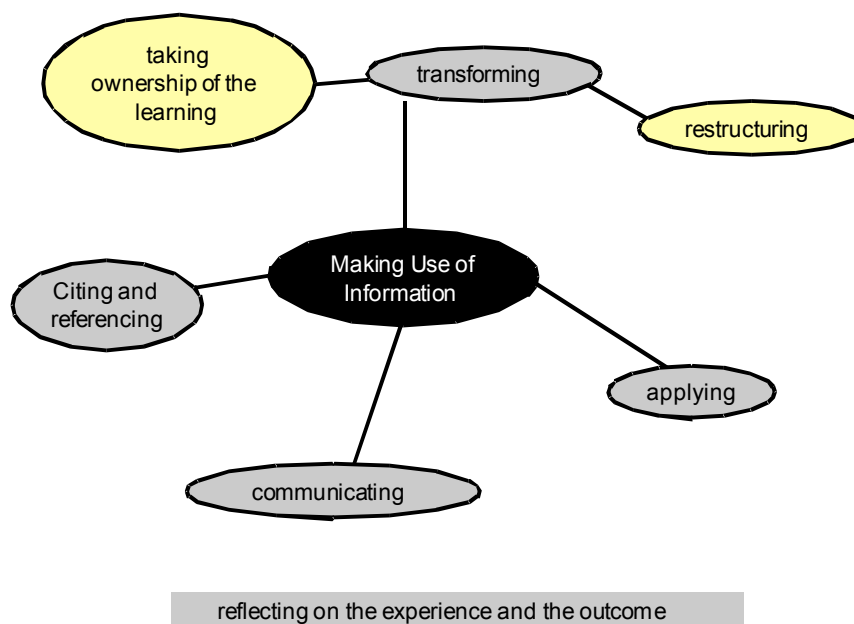 taking
ownership of the
learning
transforming
restructuring
Making Use of
Information
Citing and
referencing
applying
communicating
reflecting on the experience and the outcome